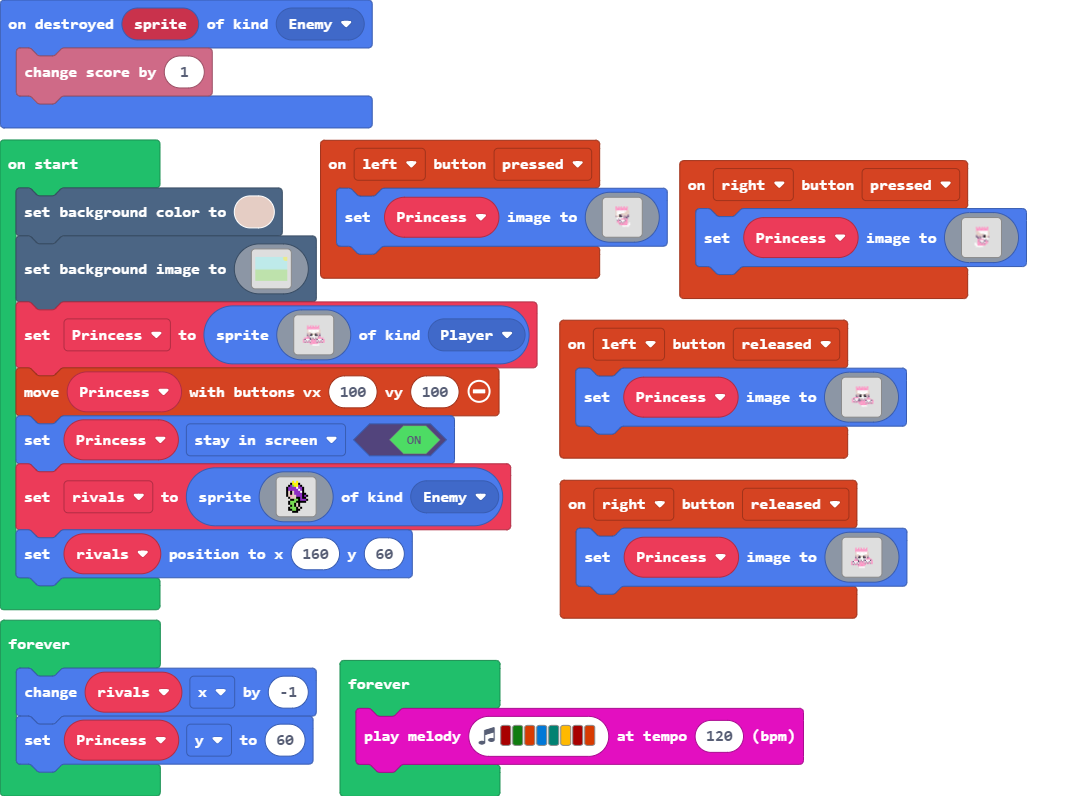 on destroyed sprite of kind Enemy
change score by 1
on start
set background color to
set background image to
set Princess to sprite of kind Player
move Princess with buttons vx 100 vy 100
set Princess stay in screen ON
set rivals to sprite of kind Enemy
set rivals position to x 160 y 60
on left button pressed
set Princess image to
on right button pressed
set Princess image to
on left button released
set Princess image to
on right button released
set Princess image to
forever
change rivals x by -1
set Princess y to 60
forever
play melody at tempo 120 (bpm)